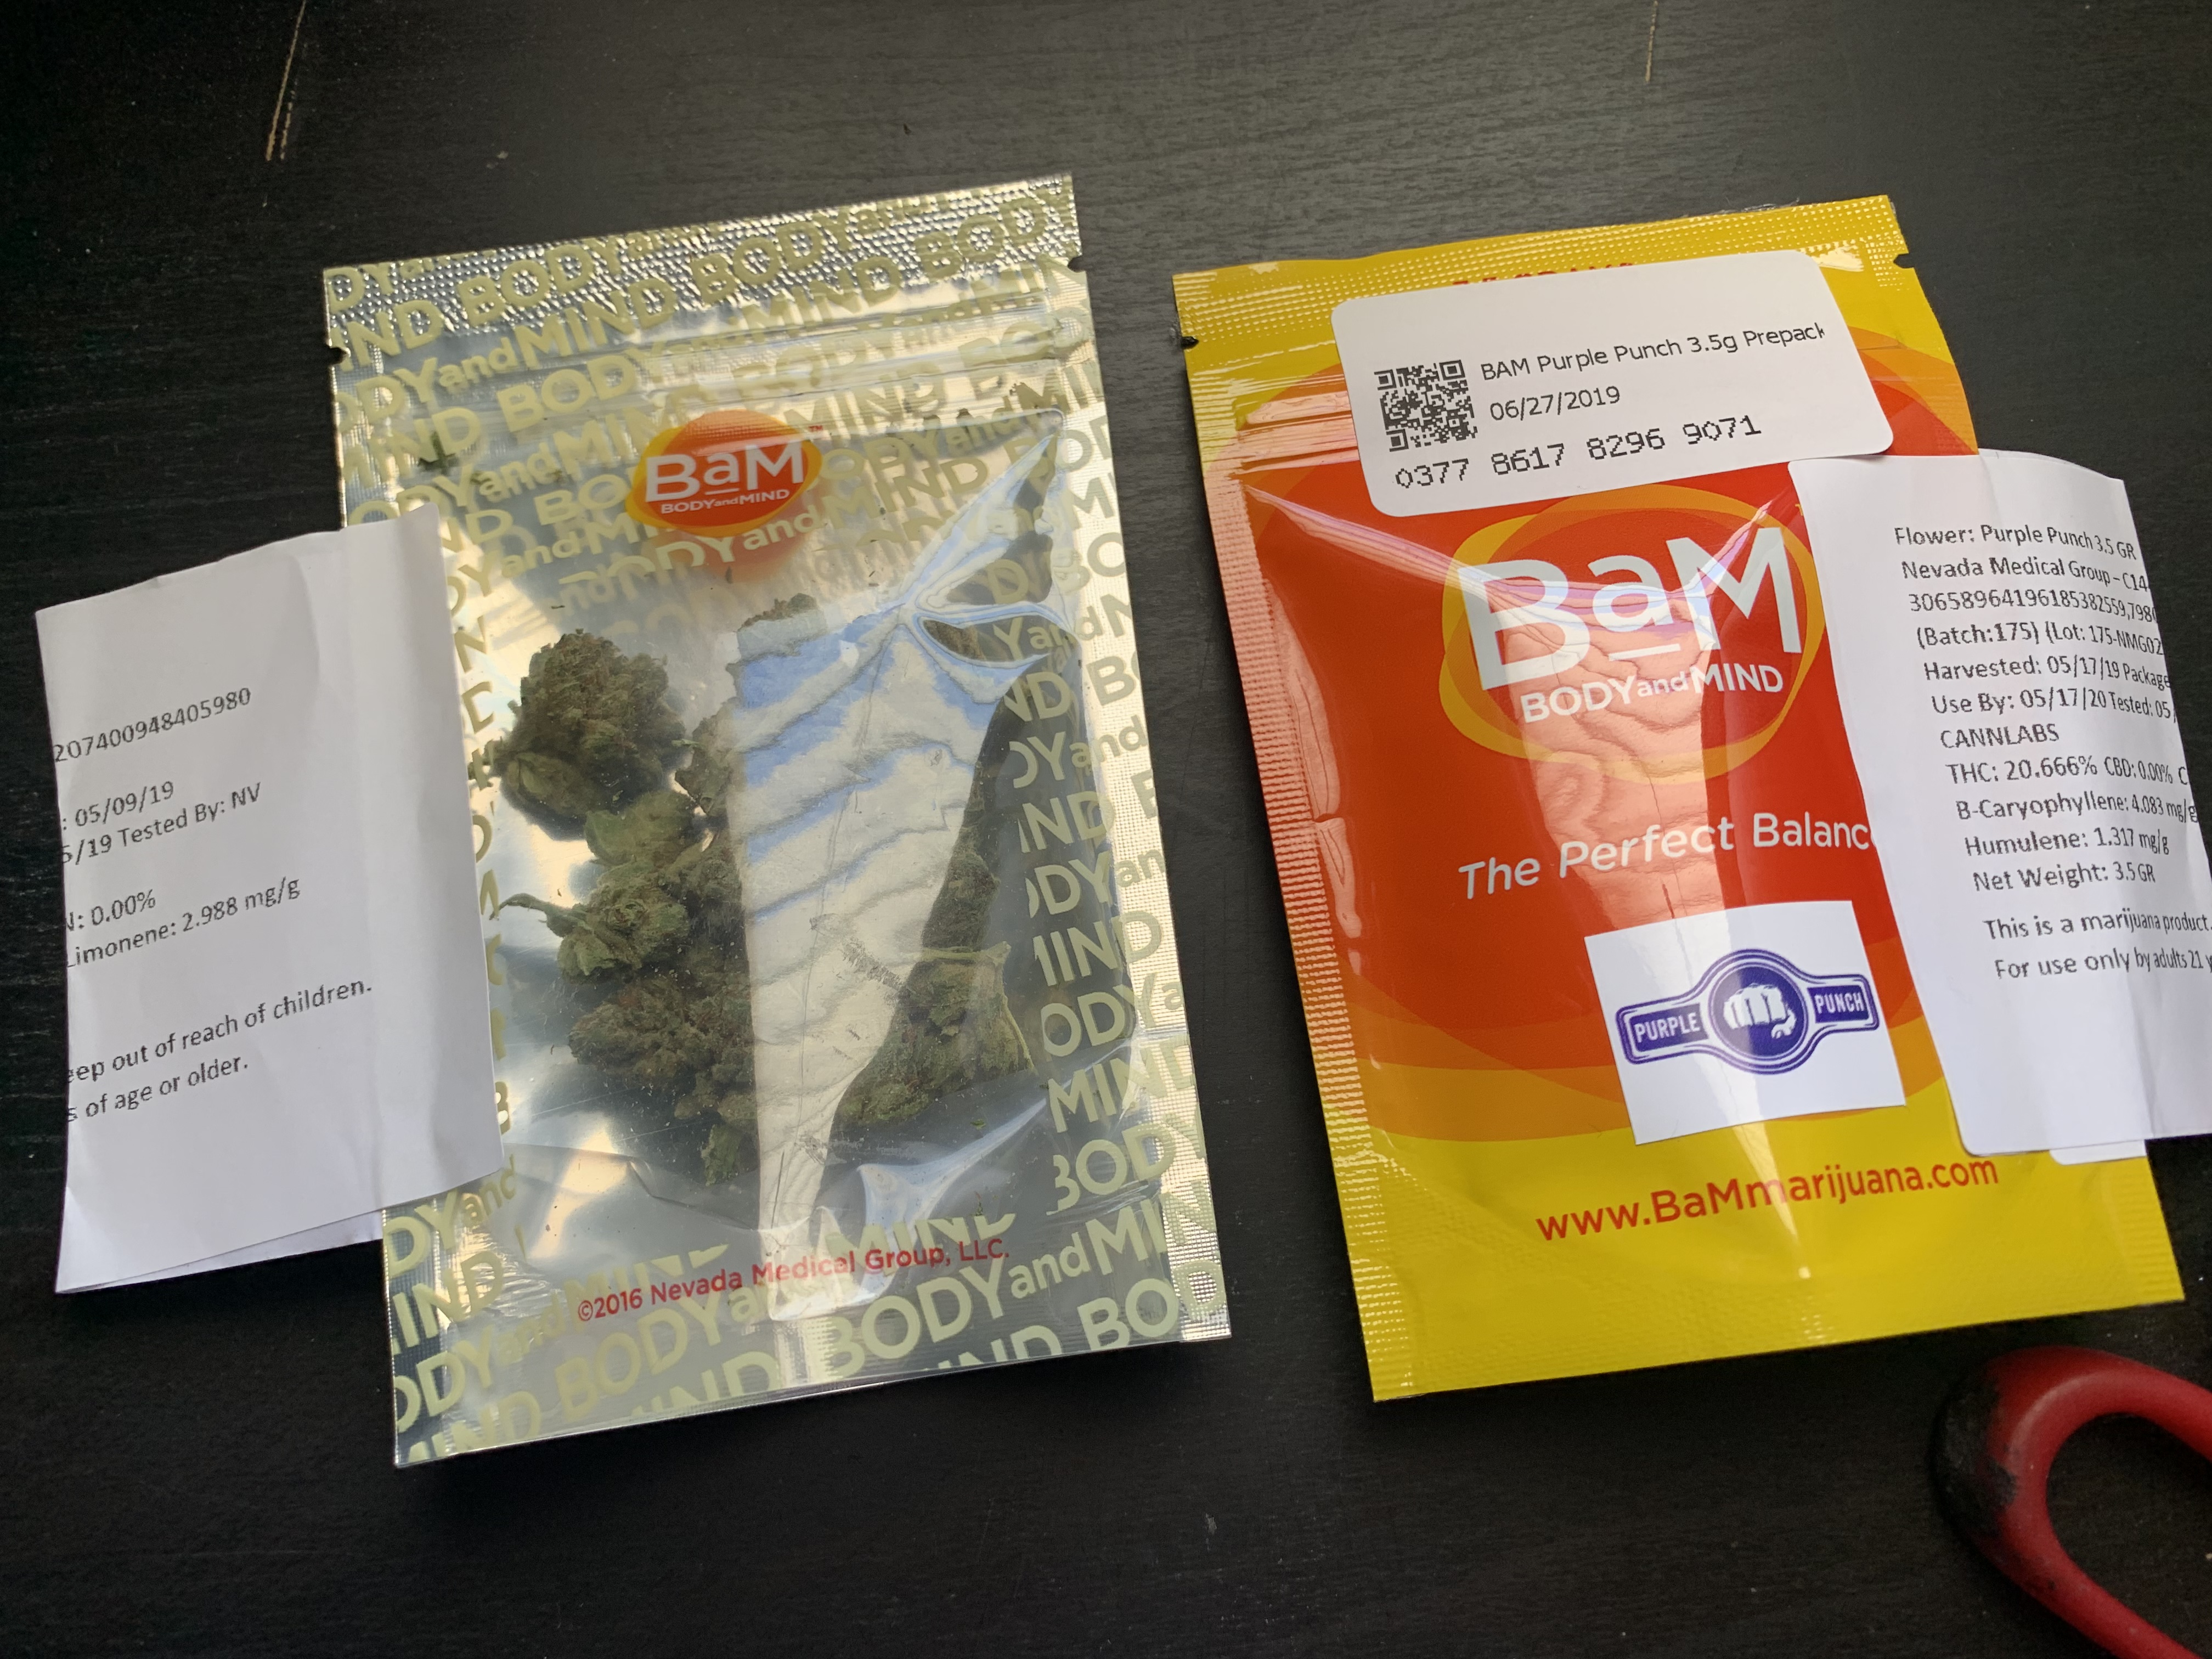 207400948405980
: 05/09/19
5/19 Tested By: NV
N: 0.00%
Limonene: 2.988 mg/g
eep out of reach of children.
s of age or older.
BaM
BODYandMIND
©2016 Nevada Medical Group, LLC.
BAM Purple Punch 3.5g Prepack
06/27/2019
0377 8617 8296 9071
BaM
BODYandMIND
The Perfect Balanc
PURPLE PUNCH
www.BaMmarijuana.com
Flower: Purple Punch 3.5 GR
Nevada Medical Group - C14
306589641961853825597980
(Batch:175) (Lot: 175-NMG02
Harvested: 05/17/19 Package
Use By: 05/17/20 Tested: 05
CANNLABS
THC: 20.666% CBD: 0.00% C
B-Caryophyllene: 4.083 mg/g
Humulene: 1.317 mg/g
Net Weight: 3.5 GR
This is a marijuana product.
For use only by adults 21 y